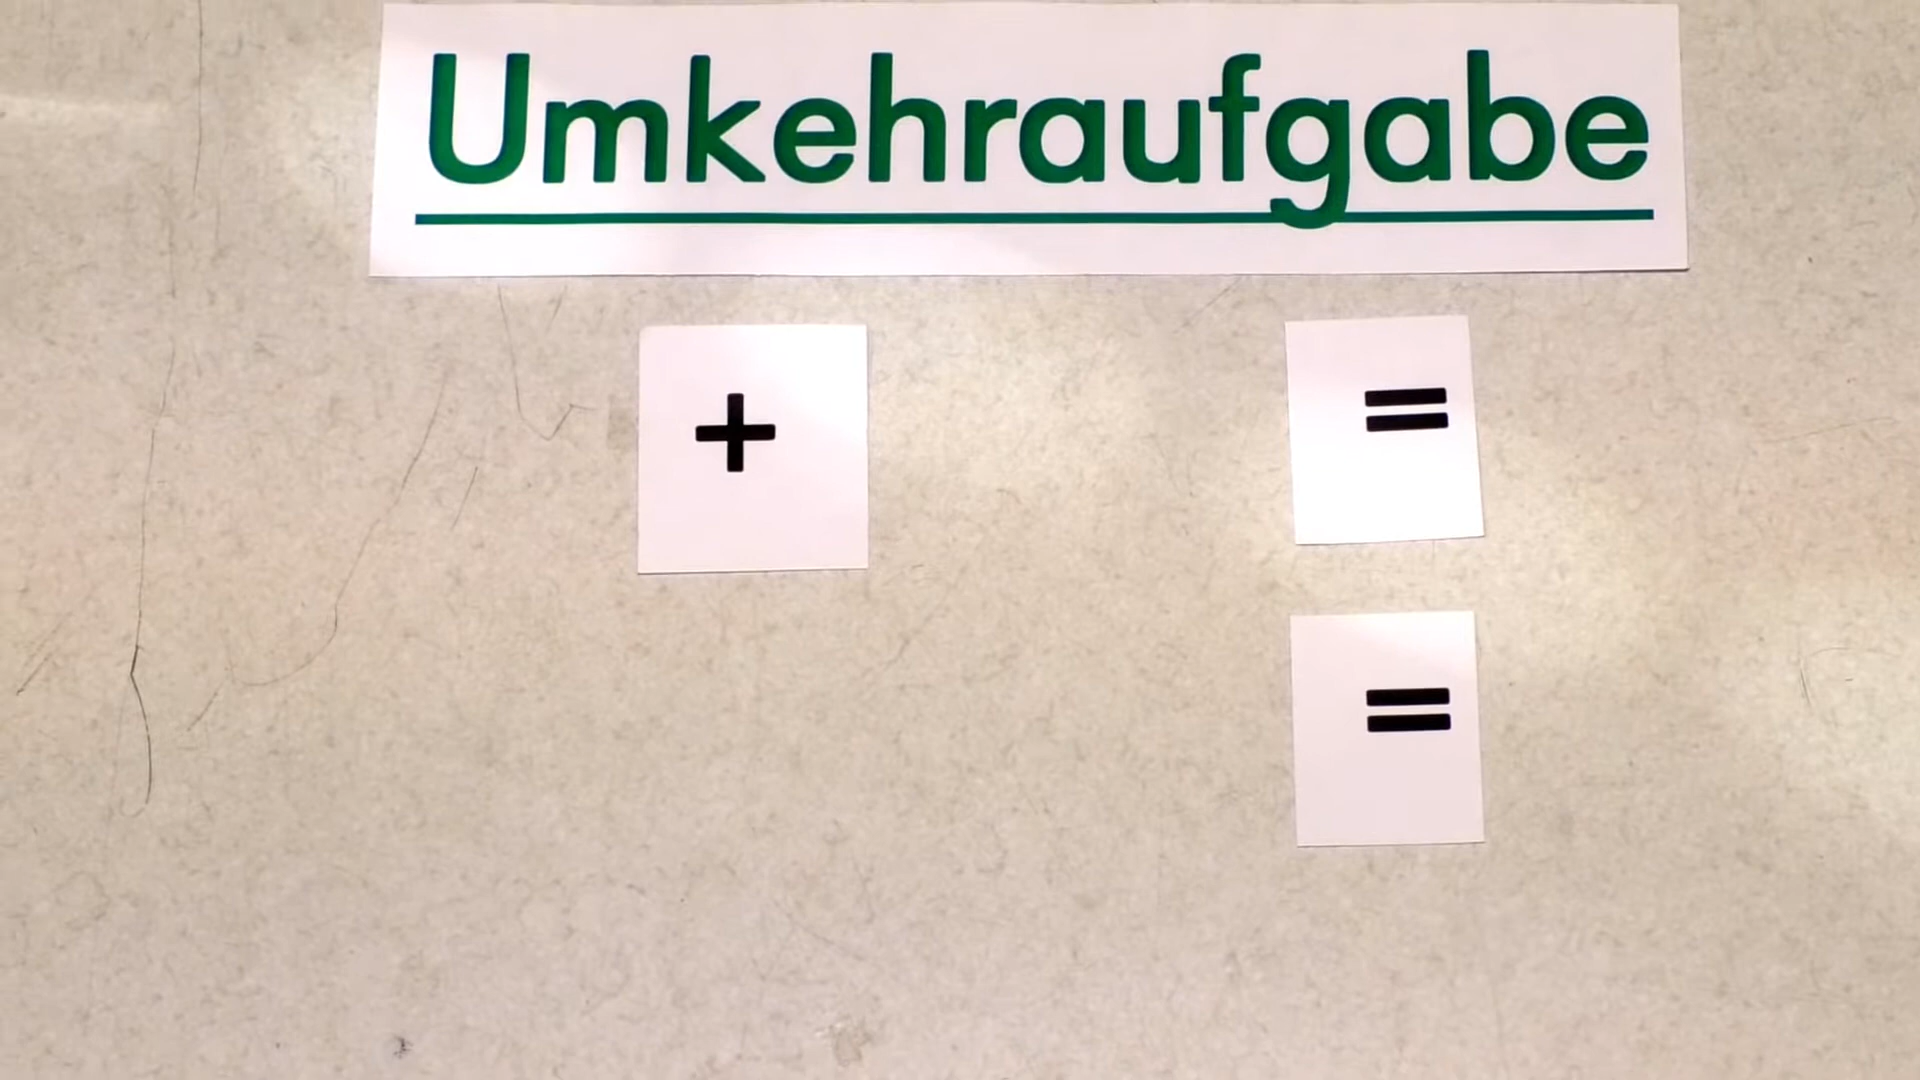 Umkehraufgabe
+ =
=